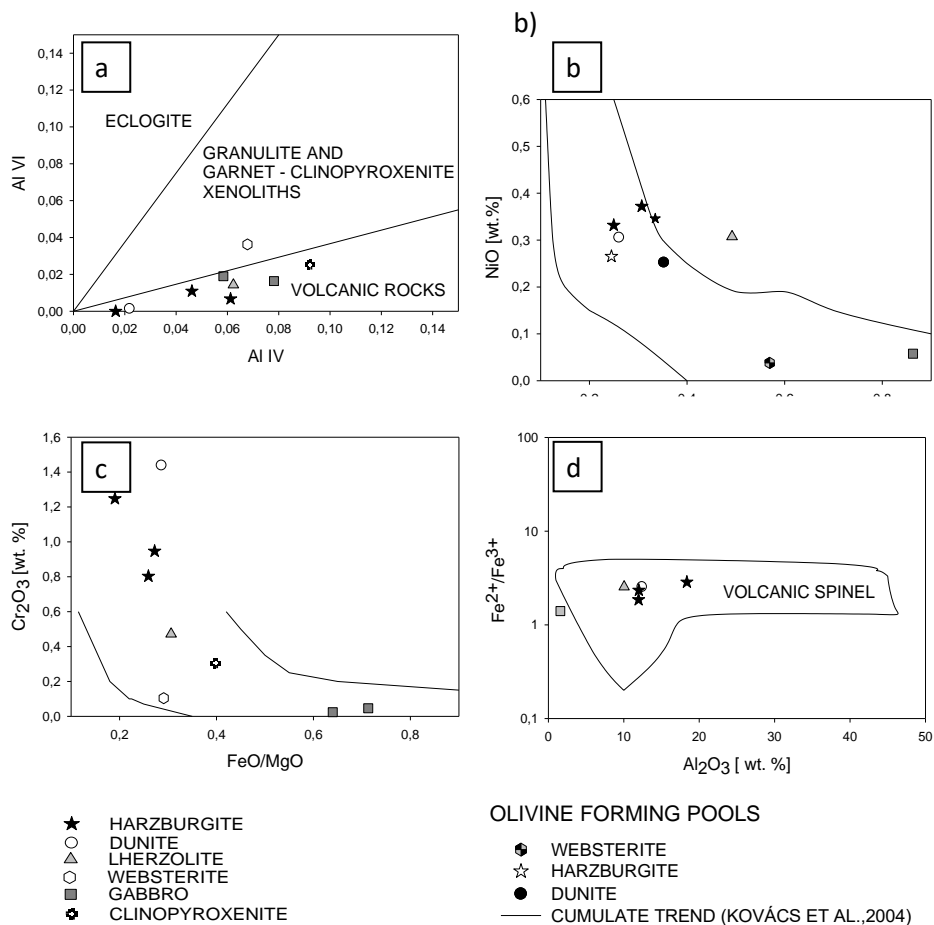 b)
a
0,14
0,12
0,10
0,08
0,06
0,04
0,02
0,00
Al VI
ECLOGITE
GRANULITE AND
GARNET - CLINOPYROXENITE
XENOLITHS
VOLCANIC ROCKS
0,00 0,02 0,04 0,06 0,08 0,10 0,12 0,14
Al IV
b
0,6
0,5
0,4
0,3
0,2
0,1
0,0
NiO [wt.%]
c
1,6
1,4
1,2
1,0
0,8
0,6
0,4
0,2
0,0
Cr2O3 [wt. %]
0,2 0,4 0,6 0,8
FeO/MgO
d
100
10
1
0,1
Fe2+/Fe3+
VOLCANIC SPINEL
0 10 20 30 40 50
Al2O3 [ wt. %]
HARZBURGITE
DUNITE
LHERZOLITE
WEBSTERITE
GABBRO
CLINOPYROXENITE
OLIVINE FORMING POOLS
WEBSTERITE
HARZBURGITE
DUNITE
CUMULATE TREND (KOVÁCS ET AL.,2004)